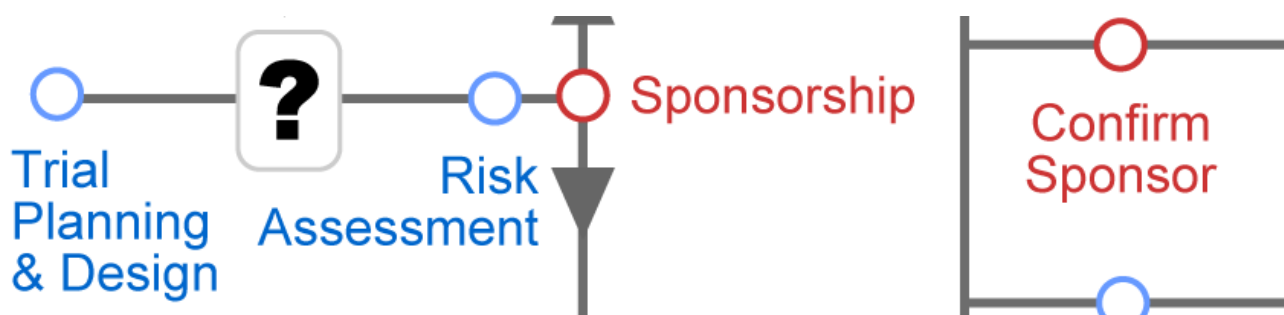 ?
Sponsorship
Trial
Planning
& Design
Risk
Assessment
Confirm
Sponsor